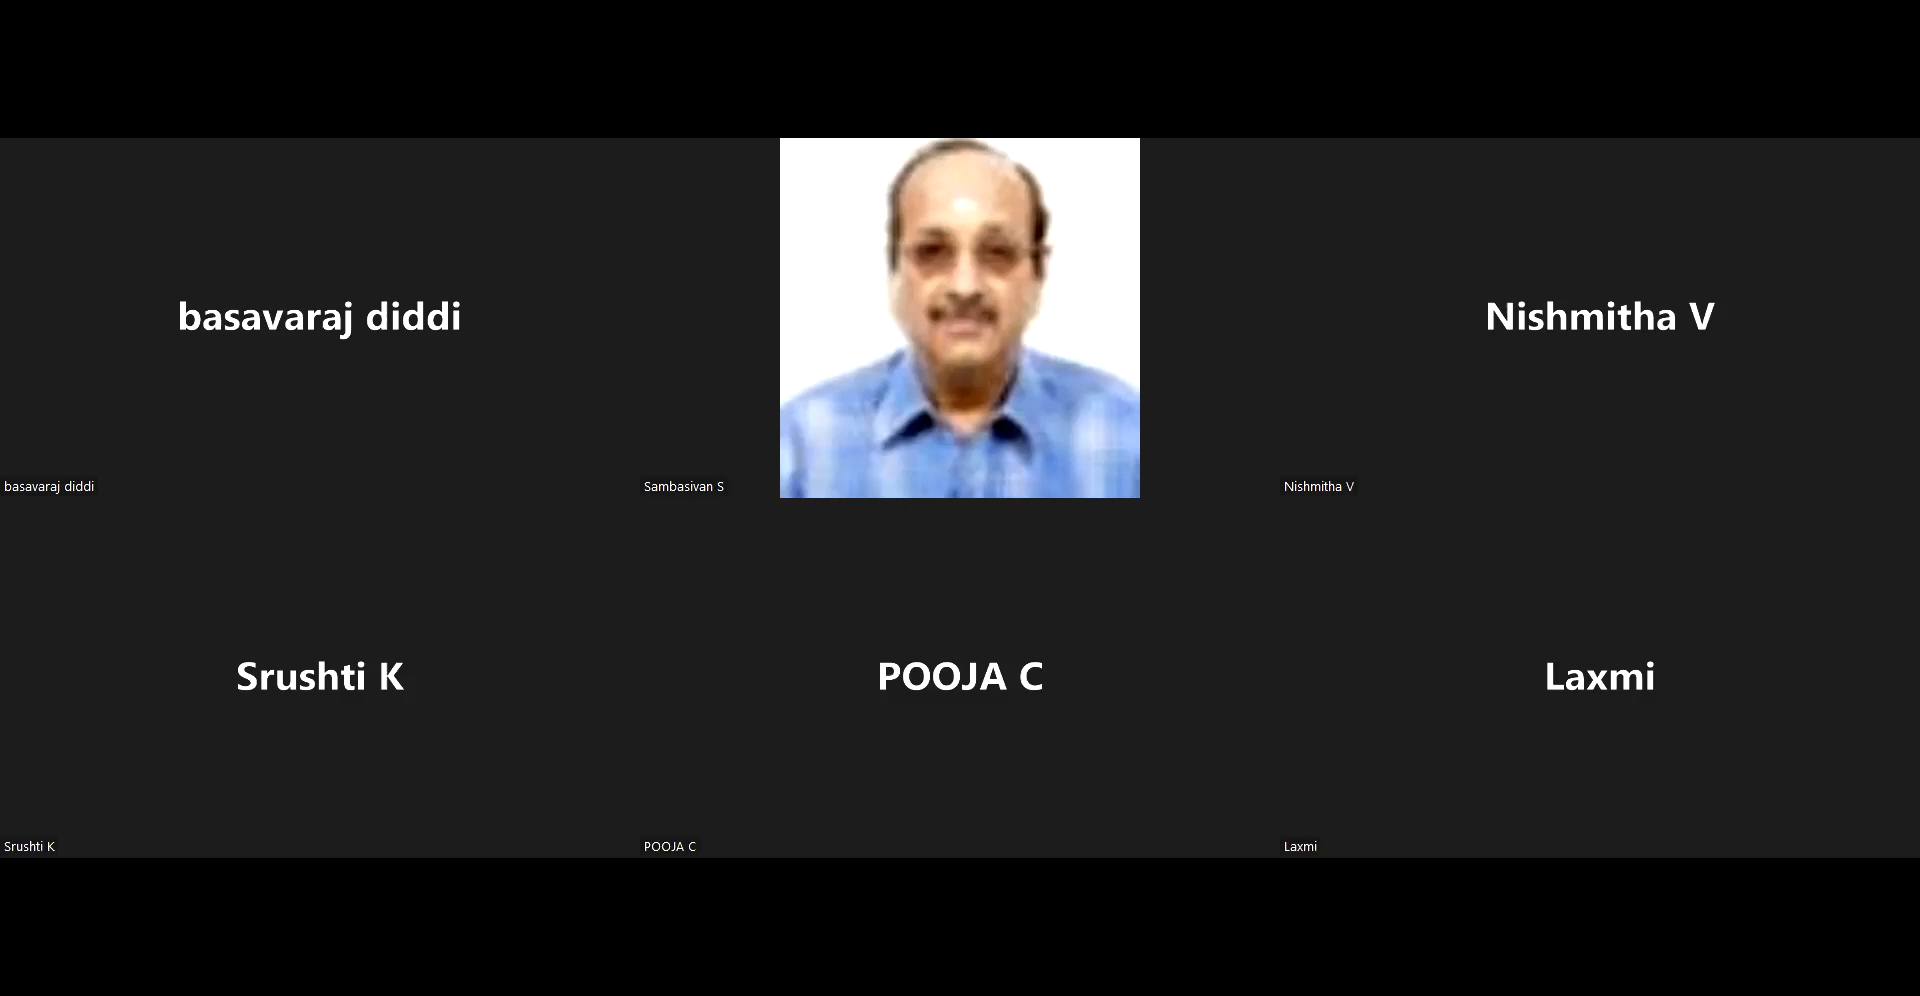 basavaraj diddi
Nishmitha V
basavaraj diddi
Sambasivan S
Nishmitha V
Srushti K
POOJA C
Laxmi
Srushti K
POOJA C
Laxmi